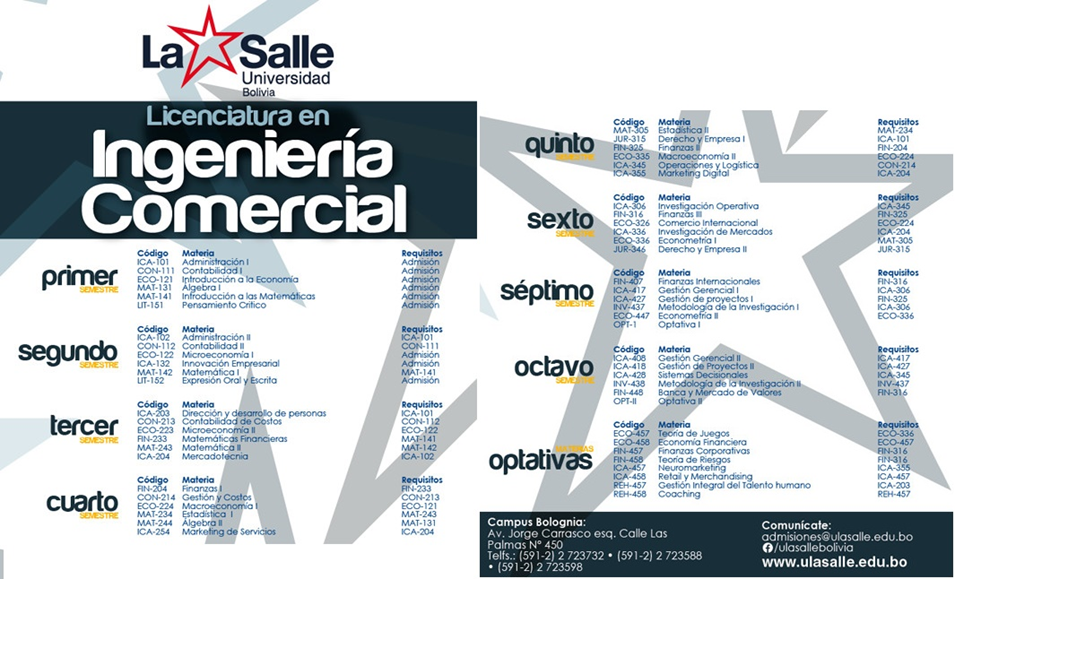 La Salle
Universidad
Bolivia
Licenciatura en
Ingeniería
Comercial
primer
SEMESTRE
Código Materia Requisitos
ICA-101 Administración I Admisión
CON-111 Contabilidad I Admisión
ECO-121 Introducción a la Economía Admisión
MAT-131 Algebra I Admisión
MAT-141 Introducción a las Matemáticas Admisión
LIT-151 Pensamiento Crítico Admisión
segundo
SEMESTRE
Código Materia Requisitos
ICA-102 Administración II ICA-101
CON-112 Contabilidad II CON-111
ECO-122 Microeconomía I Admisión
ICA-132 Innovación Empresarial Admisión
MAT-142 Matemática I MAT-141
LIT-152 Expresión Oral y Escrita Admisión
tercer
SEMESTRE
Código Materia Requisitos
ICA-203 Dirección y desarrollo de personas ICA-101
CON-213 Contabilidad de Costos CON-112
ECO-223 Microeconomía II ECO-122
FIN-233 Matemáticas Financieras MAT-141
MAT-243 Matemática II MAT-142
ICA-204 Mercadotecnia ICA-102
cuarto
SEMESTRE
Código Materia Requisitos
FIN-204 Finanzas I FIN-233
CON-214 Gestión y Costos CON-213
ECO-224 Macroeconomía I ECO-121
MAT-234 Estadística I MAT-243
MAT-244 Álgebra II MAT-131
ICA-254 Marketing de Servicios ICA-204
quinto
SEMESTRE
Código Materia Requisitos
MAT-305 Estadística II MAT-234
JUR-315 Derecho y Empresa I ICA-101
FIN-325 Finanzas II FIN-204
ECO-335 Macroeconomía II ECO-224
ICA-345 Operaciones y Logística CON-214
ICA-355 Marketing Digital ICA-204
sexto
SEMESTRE
Código Materia Requisitos
ICA-306 Investigación Operativa ICA-345
FIN-316 Finanzas III FIN-325
ECO-326 Comercio Internacional ECO-224
ICA-336 Investigación de Mercados ICA-204
ECO-336 Econometría I MAT-305
JUR-346 Derecho y Empresa II JUR-315
séptimo
SEMESTRE
Código Materia Requisitos
FIN-407 Finanzas Internacionales FIN-316
ICA-417 Gestión Gerencial I ICA-306
ICA-427 Gestión de proyectos I FIN-325
INV-437 Metodología de la Investigación I ICA-306
ECO-447 Econometría II ECO-336
OPT-1 Optativa I
octavo
SEMESTRE
Código Materia Requisitos
ICA-408 Gestión Gerencial II ICA-417
ICA-418 Gestión de Proyectos II ICA-427
ICA-428 Sistemas Decisionales ICA-345
INV-438 Metodología de la Investigación II INV-437
FIN-448 Banca y Mercado de Valores FIN-316
OPT-II Optativa II
MATERIAS
optativas
Código Materia Requisitos
ECO-457 Teoría de Juegos ECO-336
ECO-458 Economía Financiera ECO-457
FIN-457 Finanzas Corporativas FIN-316
FIN-458 Teoría de Riesgos FIN-316
ICA-457 Neuromarketing ICA-355
ICA-458 Retail y Merchandising ICA-457
REH-457 Gestión Integral del Talento humano ICA-203
REH-458 Coaching REH-457
Campus Bolognia:
Av. Jorge Carrasco esq. Calle Las
Palmas N° 450
Telfs.: (591-2) 2 723732 • (591-2) 2 723588
• (591-2) 2 723598
Comunícate:
admisiones@ulasalle.edu.bo
/ulasallebolivia
www.ulasalle.edu.bo